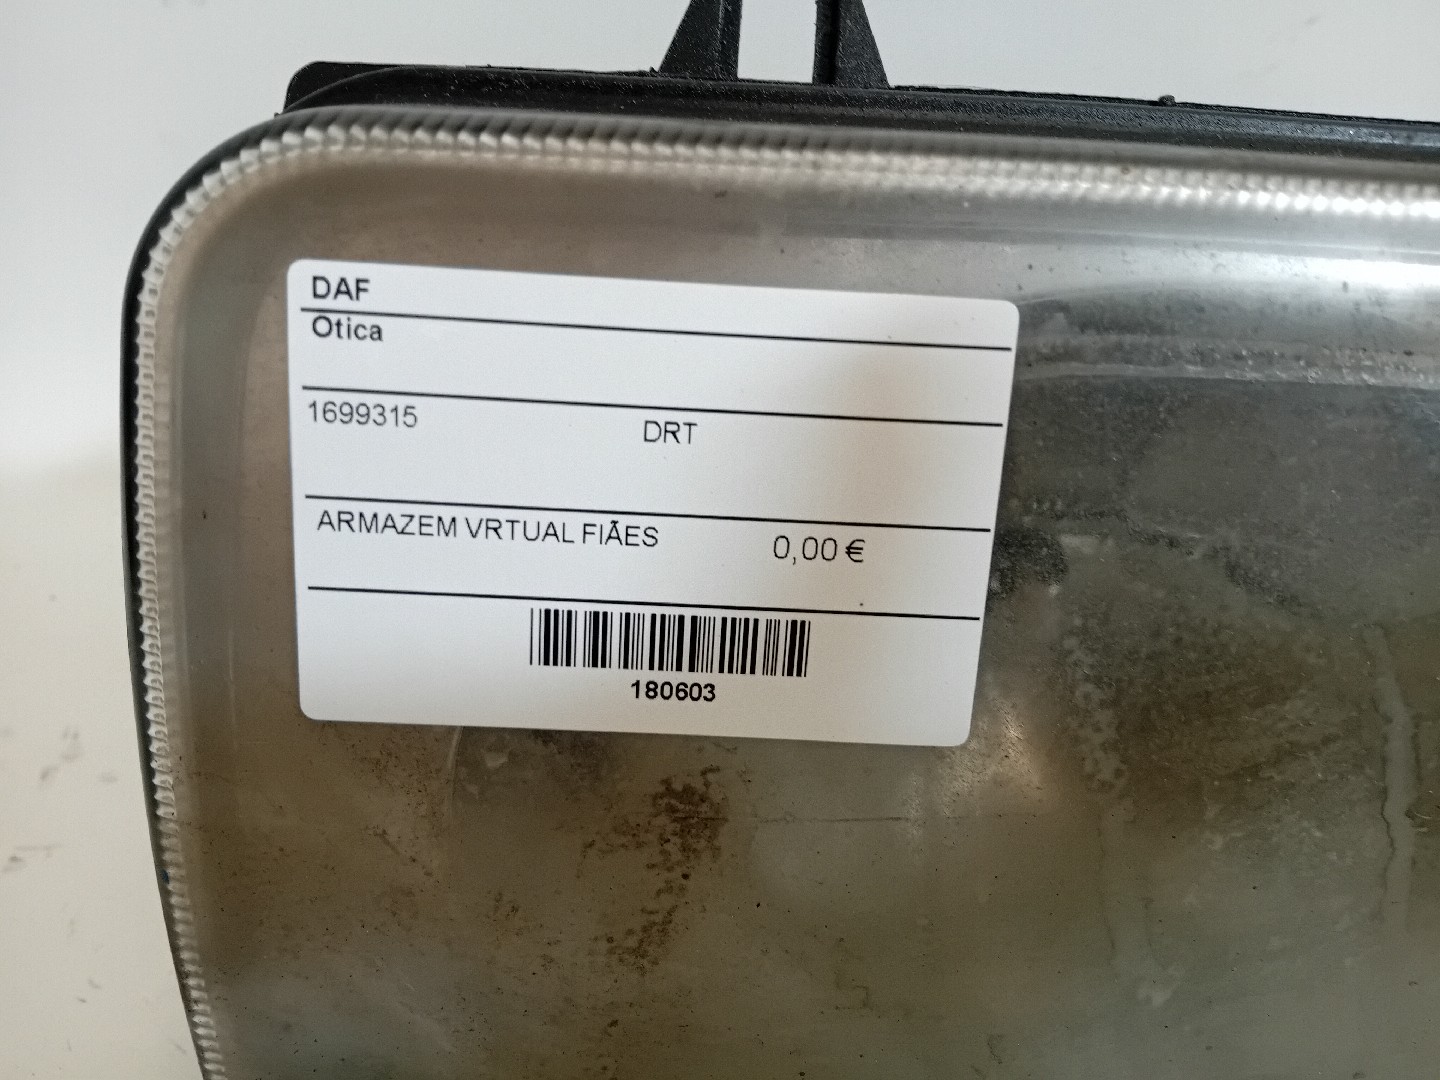 DAF
Otica
1699315 DRT
ARMAZEM VRTUAL FIÃES 0,00 €
180603